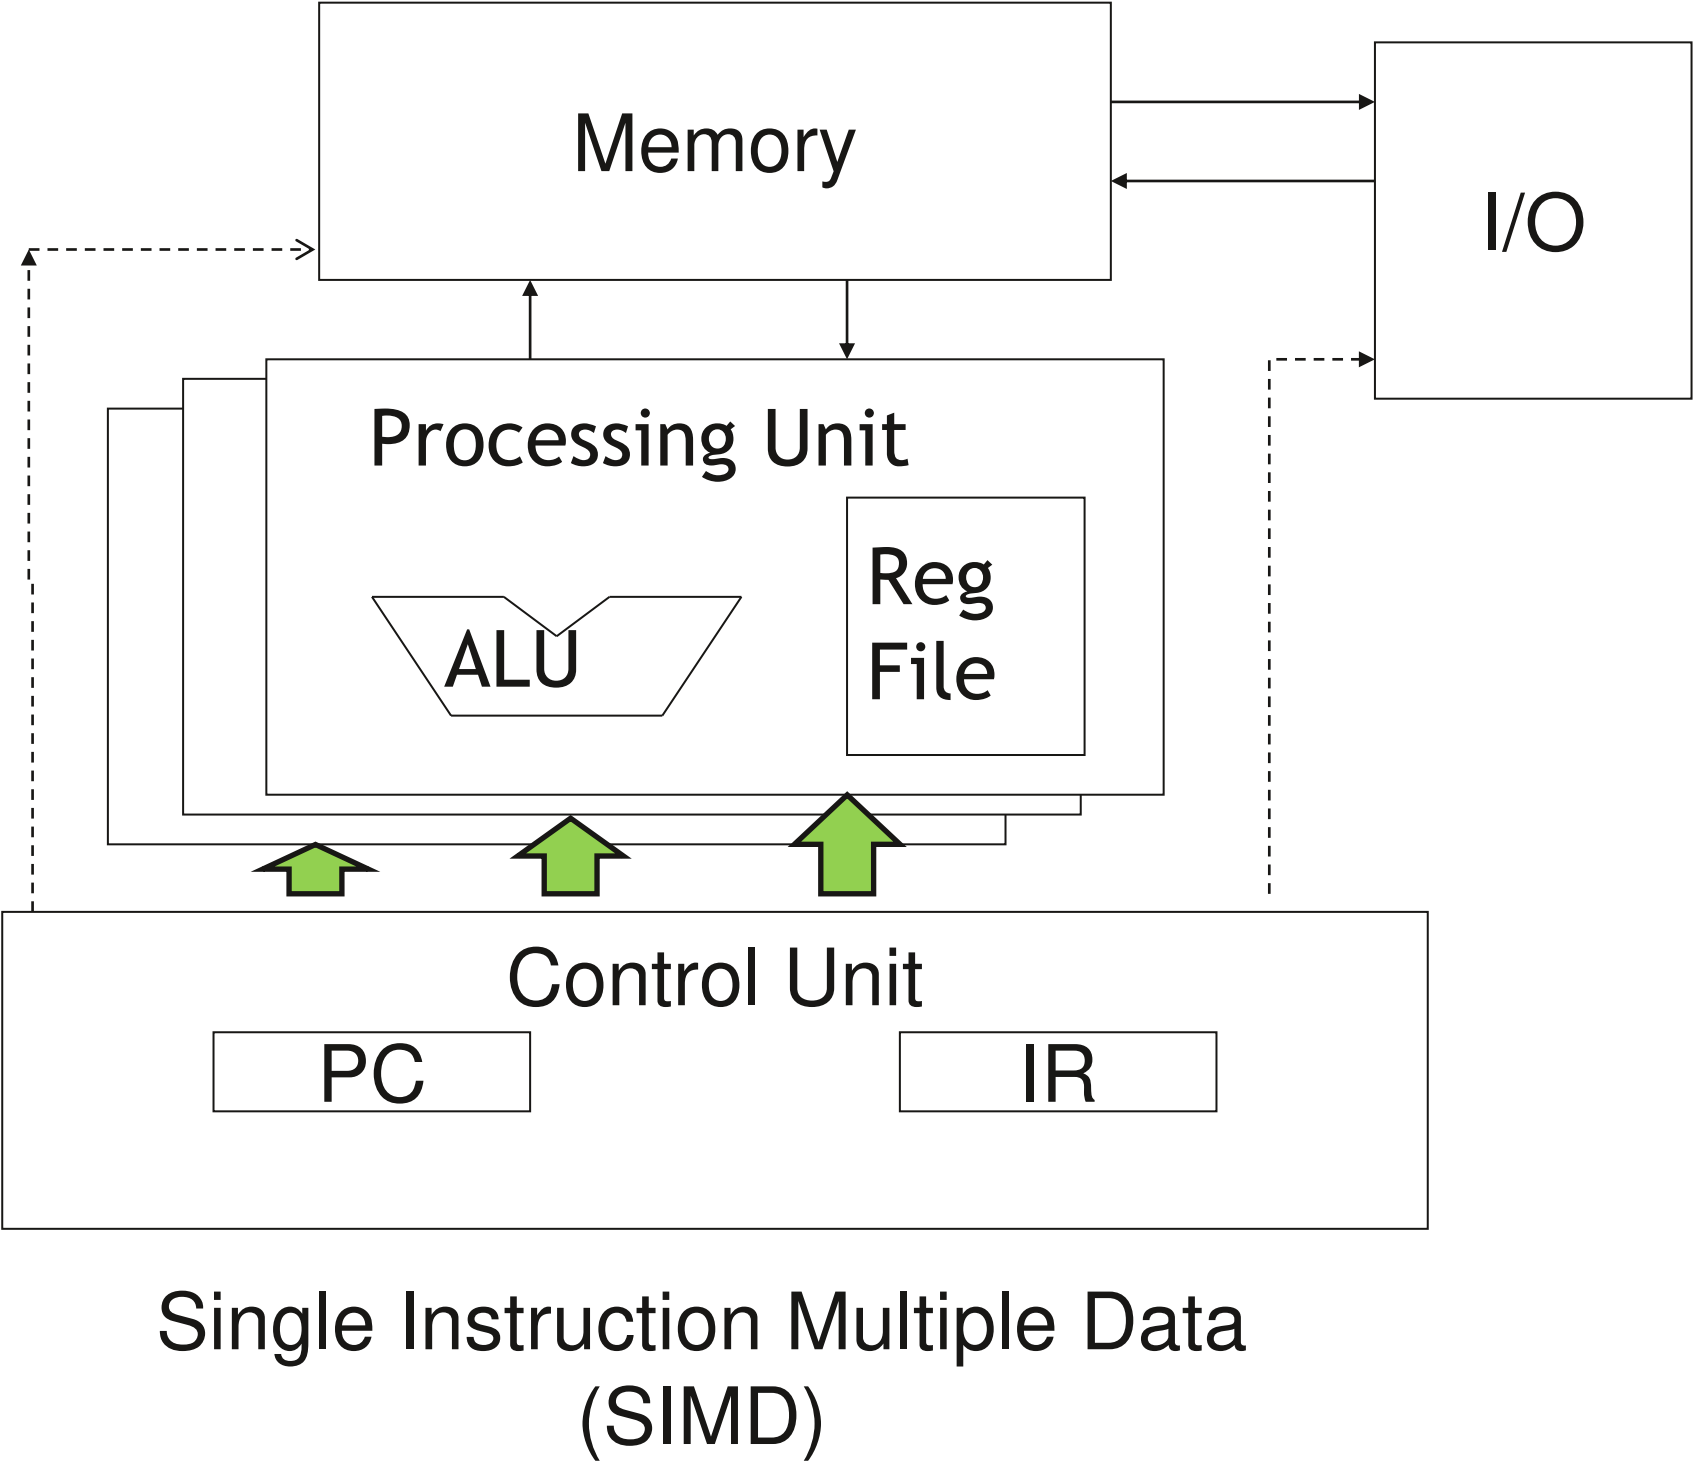 Memory
I/O
Processing Unit
Reg
File
ALU
Control Unit
PC
IR
Single Instruction Multiple Data
(SIMD)